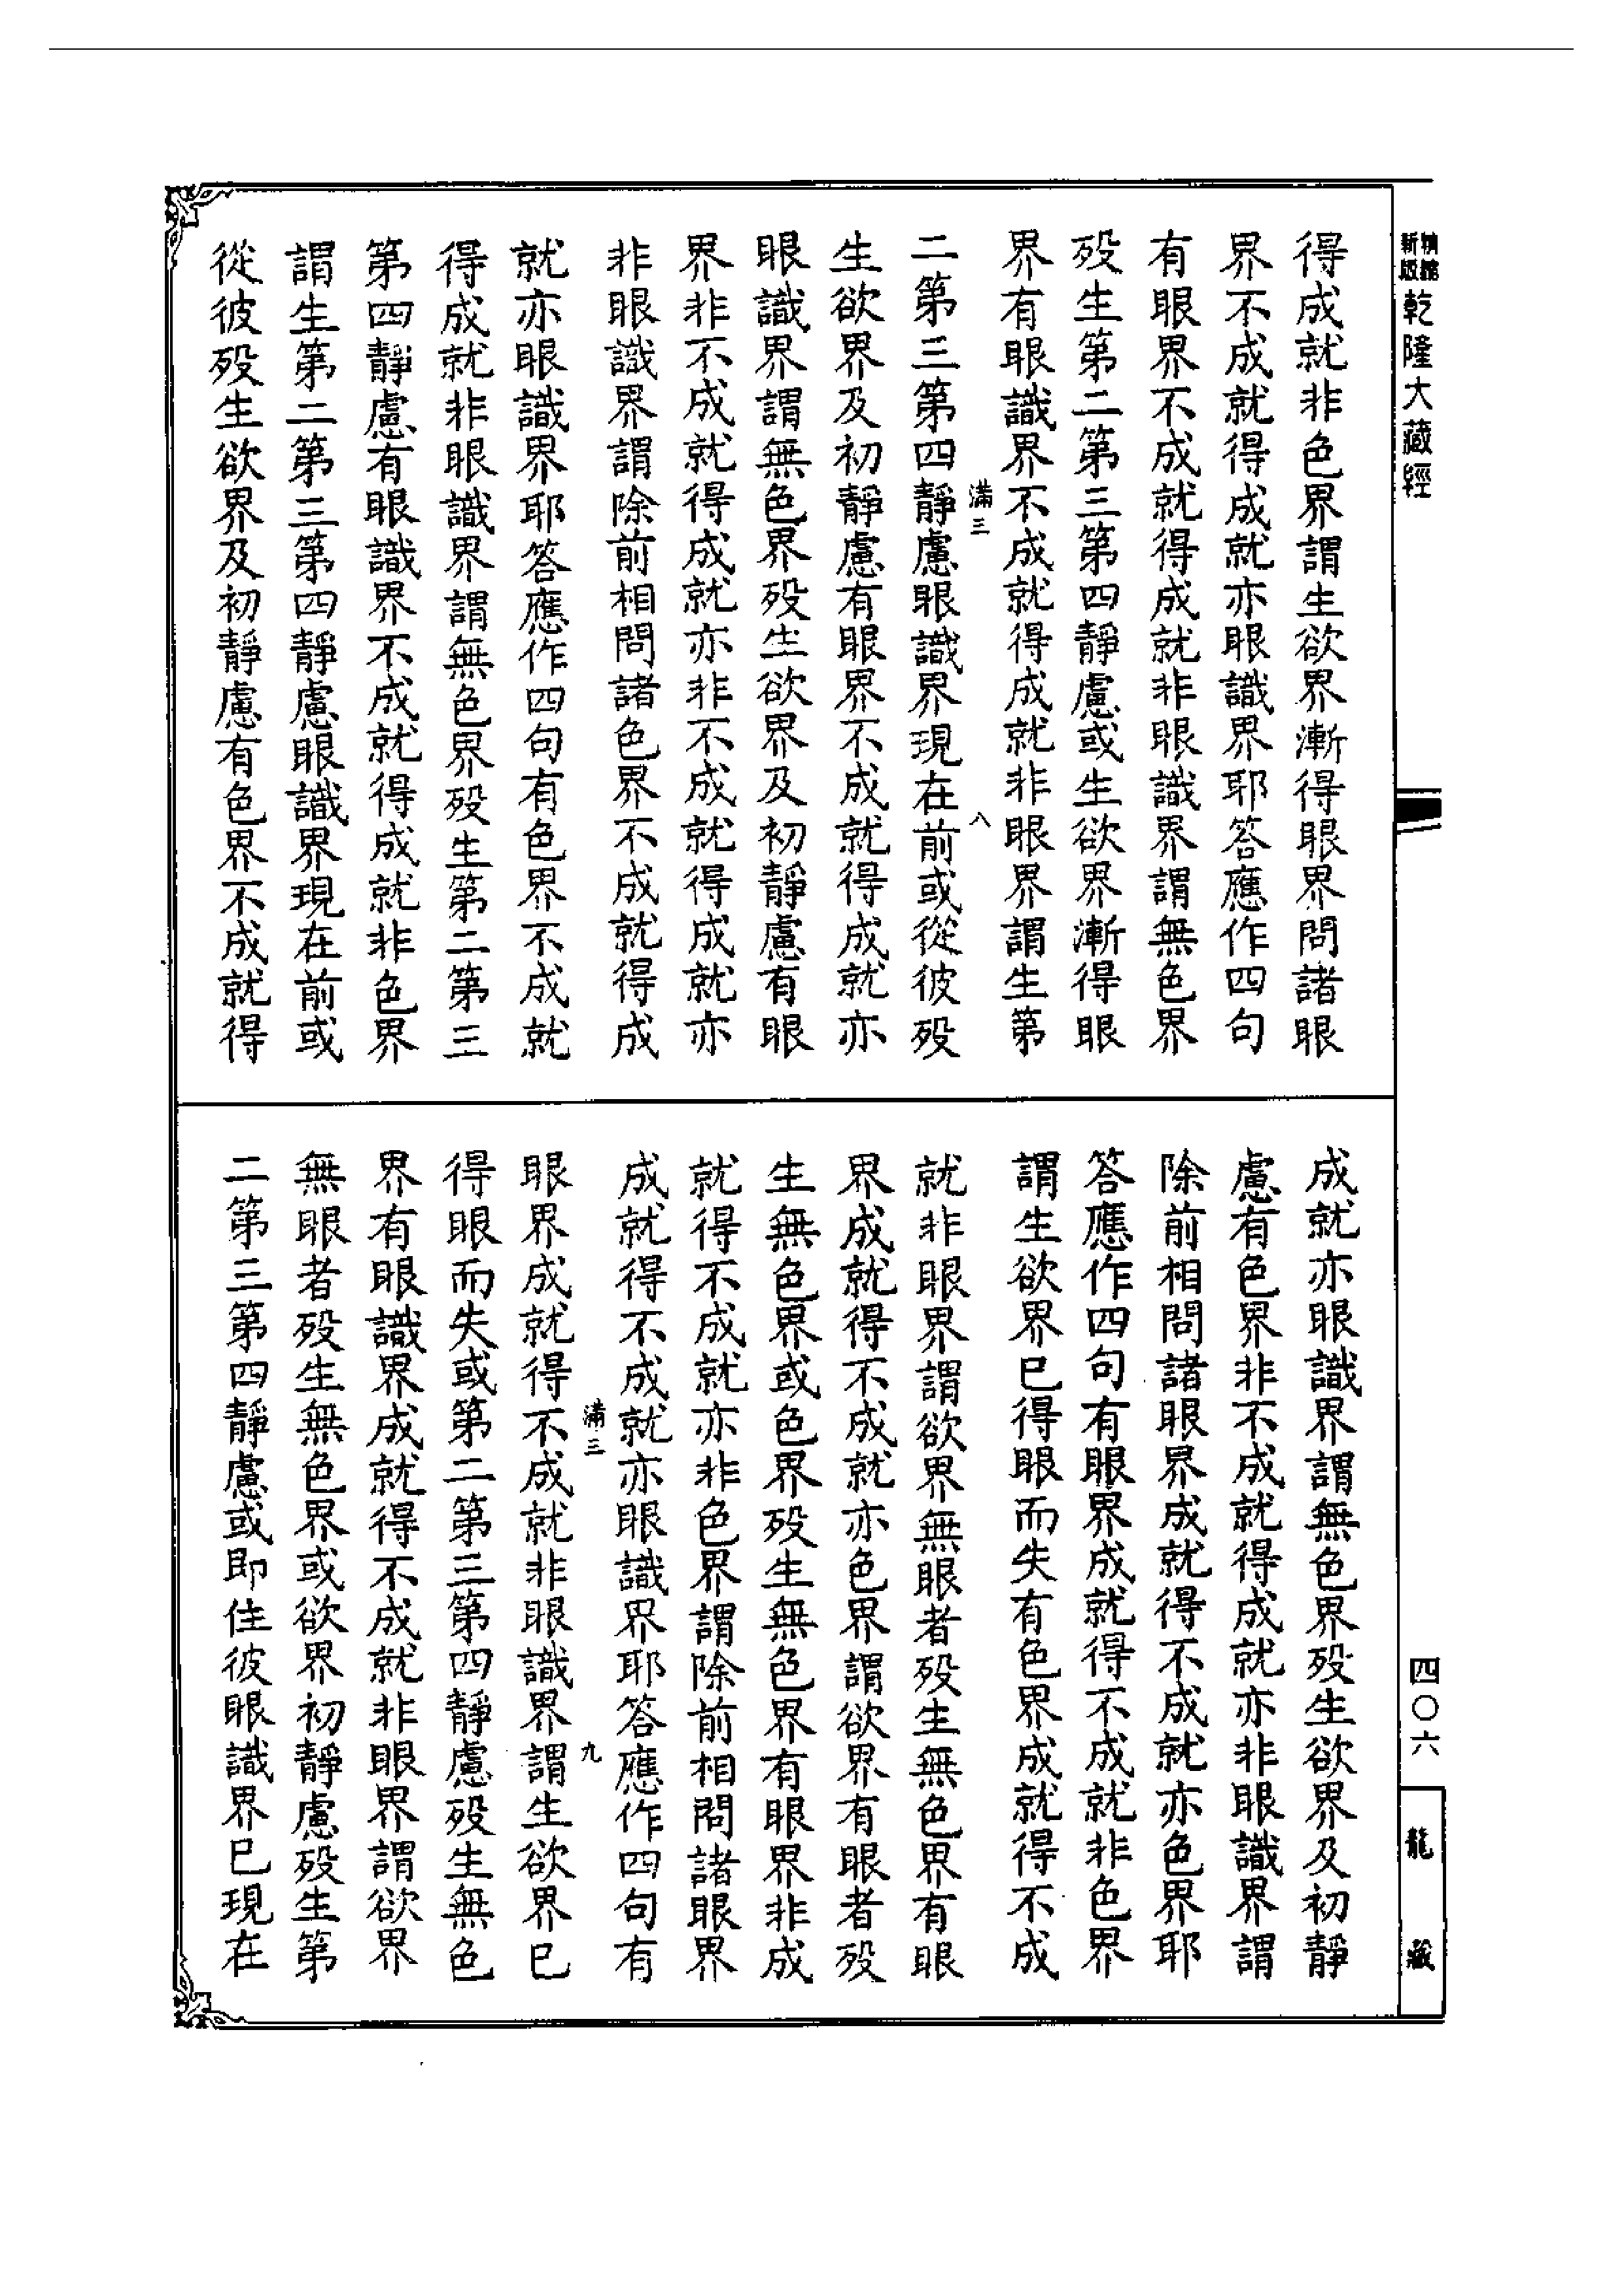 得成就非色界謂生欲界漸得眼界問諸眼
界不成就得成就亦眼識界耶答應作四句
有眼界不成就得成就非眼識界謂無色界
歿生第二第三第四靜慮或生欲界漸得眼
界有眼識界不成就得成就非眼界謂生第
滿三
八
二第三第四靜慮眼識界現在前或從彼歿
生欲界及初靜慮有眼界不成就得成就亦
眼識界謂無色界歿生欲界及初靜慮有眼
界非不成就得成就亦非不成就得成就亦
非眼識界謂除前相問諸色界不成就得成
就亦眼識界耶答應作四句有色界不成就
得成就非眼識界謂無色界歿生第二第三
第四靜慮有眼識界不成就得成就非色界
謂生第二第三第四靜慮眼識界現在前或
從彼歿生欲界及初靜慮有色界不成就得
成就亦眼識界謂無色界歿生欲界及初靜
慮有色界非不成就得成就亦非眼識界謂
除前相問諸眼界成就得不成就亦色界耶
答應作四句有眼界成就得不成就非色界
謂生欲界巳得眼而失有色界成就得不成
就非眼界謂欲界無眼者歿生無色界有眼
界成就得不成就亦色界謂欲界有眼者歿
生無色界或色界歿生無色界有眼界非成
就得不成就亦非色界謂除前相問諸眼界
成就得不成就亦眼識界耶答應作四句有
滿三
九
眼界成就得不成就非眼識界謂生欲界巳
得眼而失或第二第三第四靜慮歿生無色
界有眼識界成就得不成就非眼界謂欲界
無眼者歿生無色界或欲界初靜慮歿生第
二第三第四靜慮或即住彼眼識界巳現在
新版
精縮
乾隆大藏經
四〇六
龍藏